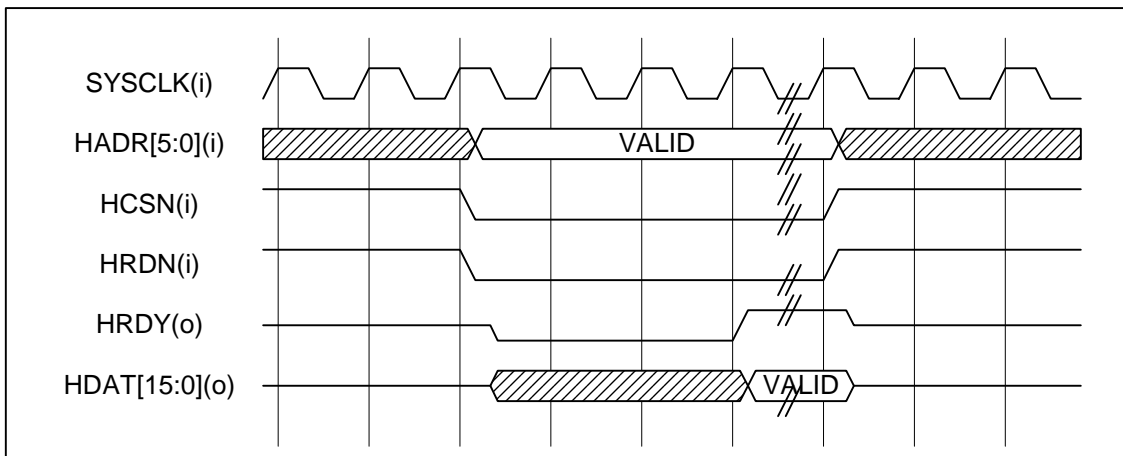 SYSCLK(i)
HADR[5:0](i) VALID
HCSN(i)
HRDN(i)
HRDY(o)
HDAT[15:0](o) VALID